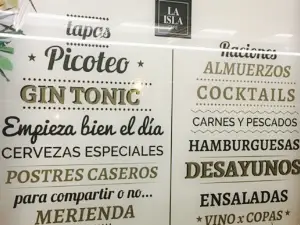 LA
ISLA
tapas
Picoteo
GIN TONIC
Empieza bien el día
CERVEZAS ESPECIALES
POSTRES CASEROS
para compartir o no...
MERIENDA
Raciones
ALMUERZOS
COCKTAILS
CARNES Y PESCADOS
HAMBURGUESAS
DESAYUNOS
ENSALADAS
VINO x COPAS